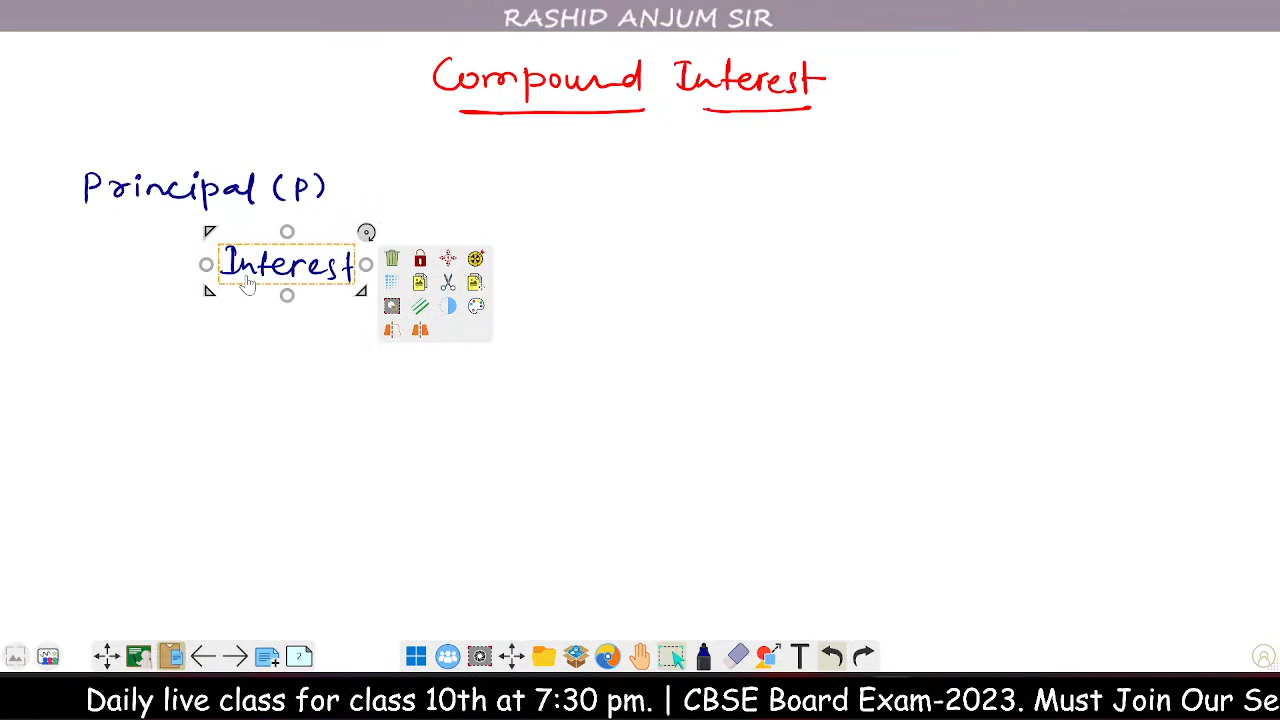 RASHID ANJUM SIR
Compound Interest
Principal (P)
Interest
2
T
Daily live class for class 10th at 7:30 pm. | CBSE Board Exam-2023. Must Join Our Se